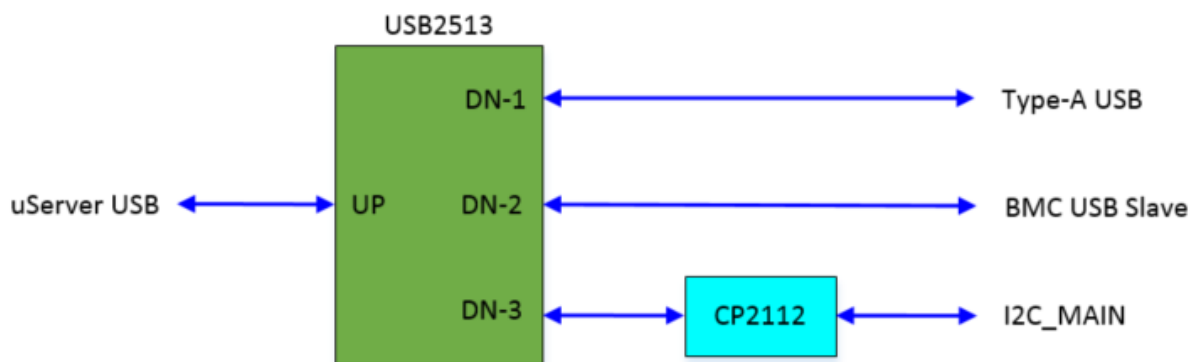 USB2513
DN-1
Type-A USB
uServer USB
UP
DN-2
BMC USB Slave
DN-3
CP2112
I2C_MAIN